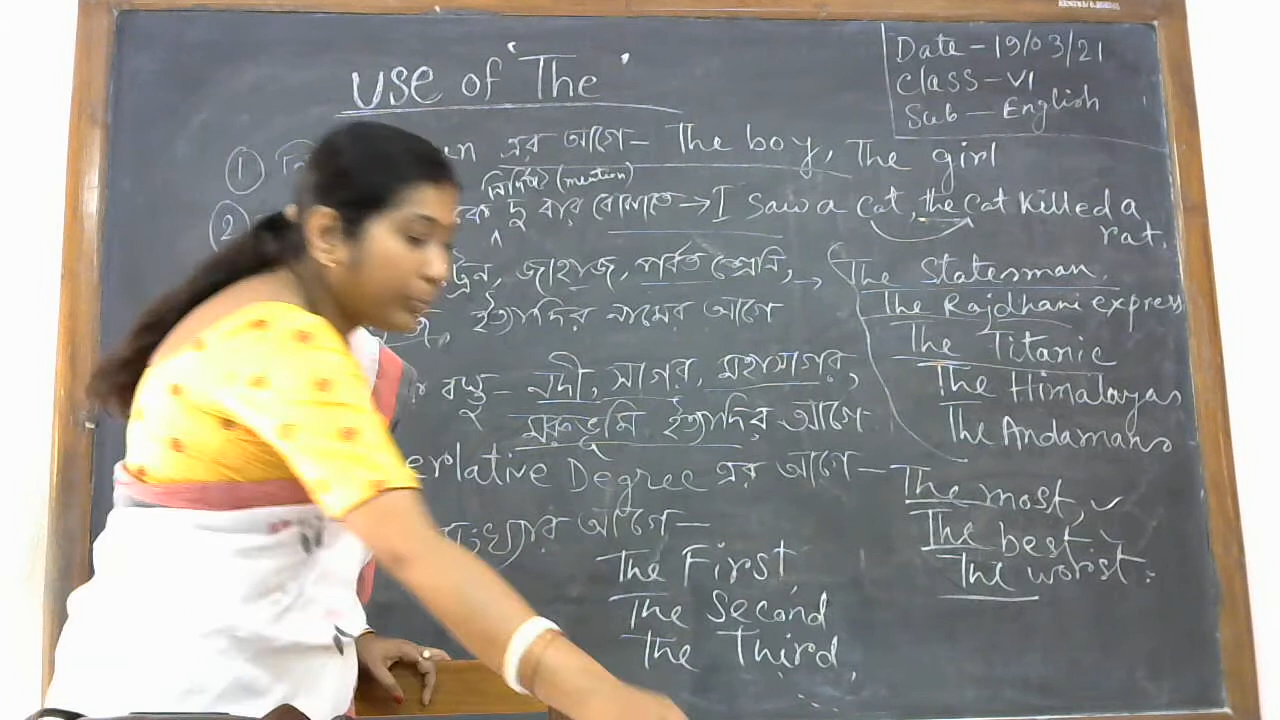 Date - 19/03/21
Class - VI
Sub - English
Use of 'The'
① এর আগে - The boy, The girl
নির্দিষ্ট (mention)
② দু বার বোঝাতে → I saw a cat, the cat killed a
rat.
ট্রেন, জাহাজ, পর্বত শ্রেনি, → The Statesman,
ইত্যাদির নামের আগে The Rajdhani express
The Titanic
বস্তু - নদী, সাগর, মহাসাগর, The Himalayas
মরুভূমি ইত্যাদির আগে The Andamans
erlative Degree এর আগে - The most,
সংখ্যার আগে - The best
The First, The worst.
The Second
The Third,